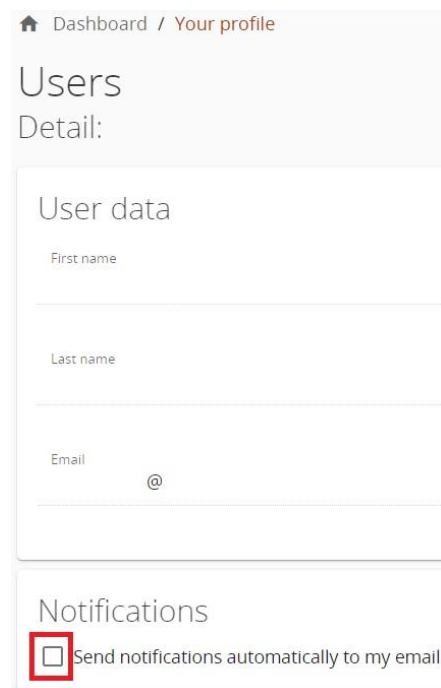 Dashboard / Your profile
Users
Detail:
User data
First name
Last name
Email
@
Notifications
Send notifications automatically to my email